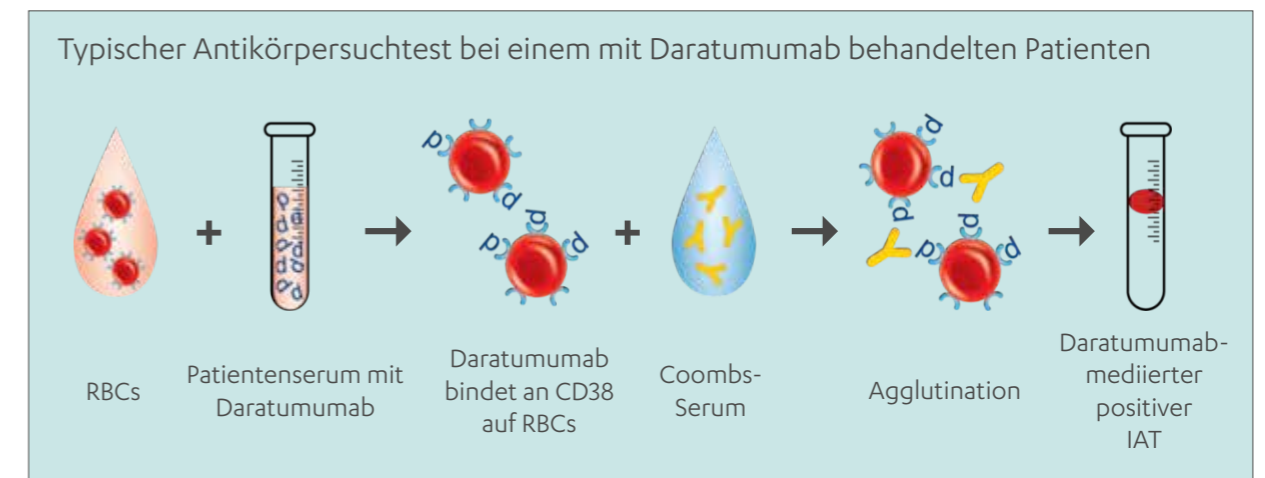 Typischer Antikörpersuchtest bei einem mit Daratumumab behandelten Patienten
d
d
d
d
d
d
d
d
d
d
+
+
RBCs
Patientenserum mit
Daratumumab
Daratumumab
bindet an CD38
auf RBCs
Coombs-
Serum
Agglutination
Daratumumab-
mediierter
positiver
IAT